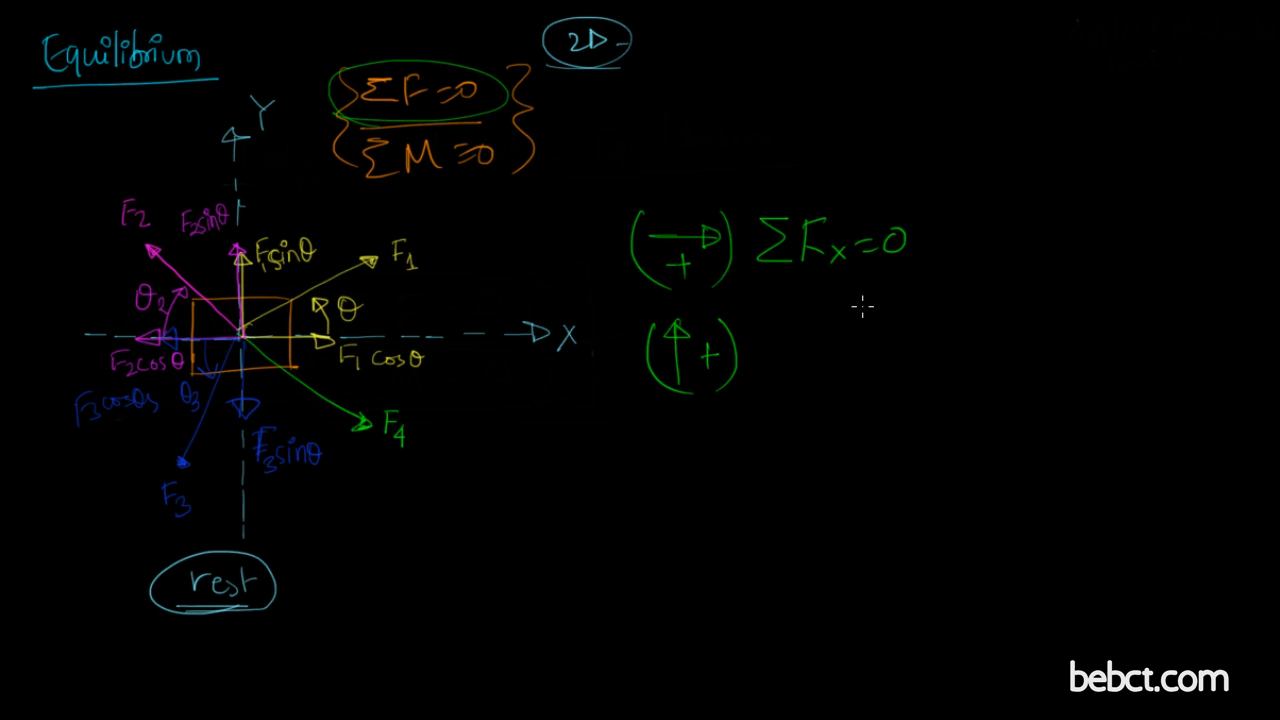 Equilibrium
2D
ΣF=0
ΣM=0
Y
F2
F2sinθ
F1sinθ
F1
θ2
θ
X
F2cosθ
F1 cosθ
F3cosθ3
θ3
F4
F3sinθ
F3
rest
(→ +) ΣFx=0
(↑ +)
bebct.com